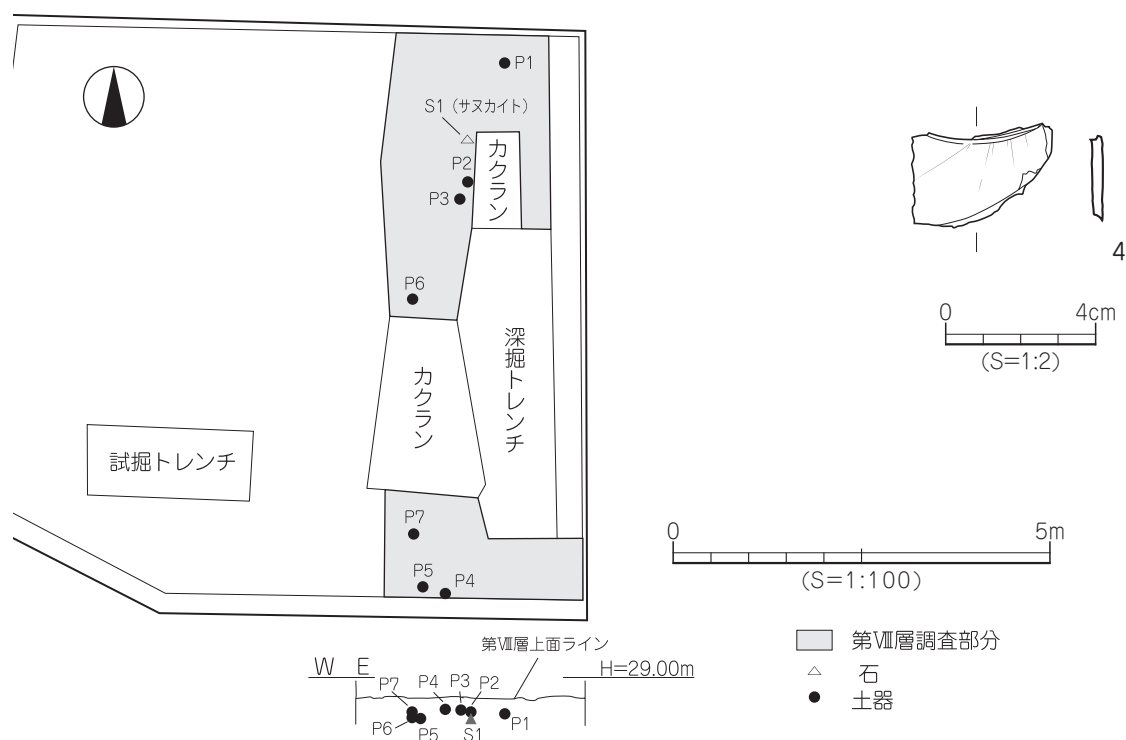 P1
S1（サヌカイト）
カクラン
P2
P3
P6
深掘トレンチ
カクラン
試掘トレンチ
P7
P5
P4
4
0 4cm
(S=1:2)
0 5m
(S=1:100)
第Ⅷ層調査部分
石
土器
第Ⅷ層上面ライン
W E
H=29.00m
P7
P4
P3
P2
P6
P5
S1
P1